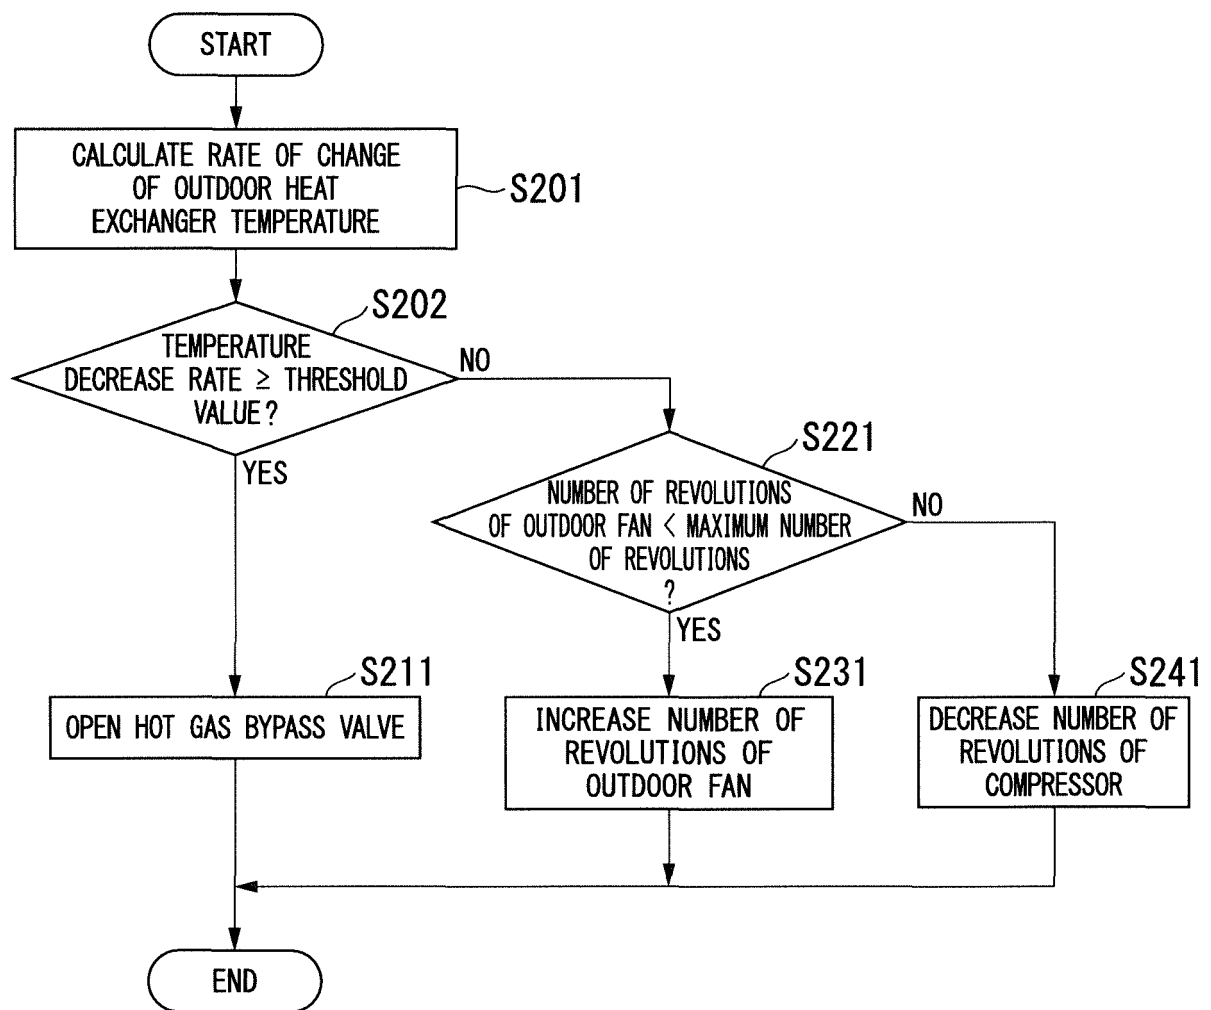 START
CALCULATE RATE OF CHANGE
OF OUTDOOR HEAT
EXCHANGER TEMPERATURE
S201
S202
TEMPERATURE
DECREASE RATE ≥ THRESHOLD
VALUE?
NO
YES
S221
NUMBER OF REVOLUTIONS
OF OUTDOOR FAN < MAXIMUM NUMBER
OF REVOLUTIONS
?
NO
YES
S211
OPEN HOT GAS BYPASS VALVE
S231
INCREASE NUMBER OF
REVOLUTIONS OF
OUTDOOR FAN
S241
DECREASE NUMBER OF
REVOLUTIONS OF
COMPRESSOR
END